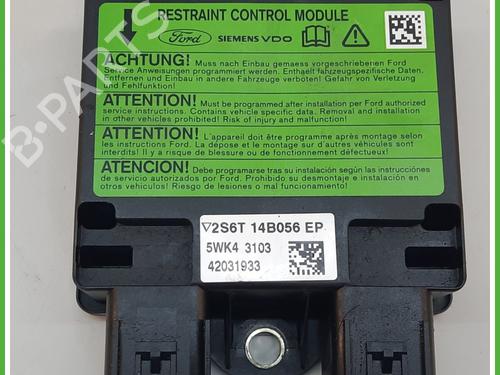 RESTRAINT CONTROL MODULE
Ford SIEMENS VDO
ACHTUNG! Muss nach Einbau gemaess vorgeschriebenen Ford
Service Anweisungen programmiert werden. Enthaelt fahrzeugspezifische Daten.
Entfernen und Einbau in andere Fahrzeuge verboten! Gefahr von Verletzung
und Fehlfunktion!
ATTENTION! Must be programmed after installation per Ford authorized
service instructions. Contains vehicle specific data. Removal and installation
in other vehicles prohibited! Risk of injury and malfunction!
ATTENTION! L'appareil doit être programmé après montage selon
les instructions Ford. La dépose et le montage sur d'autres véhicules sont
interdits! Il y a risque de blessure ou de fonctionnement défectueux!
ATENCION! Debe programarse tras su instalación según las instrucciónes
de servicio autorizados por Ford. Prohibido su desmontaje e instalación en
otros vehículos! Riesgo de lesiones o mal funcionamiento!
2S6T 14B056 EP
5WK4 3103
42031933
B-PARTS